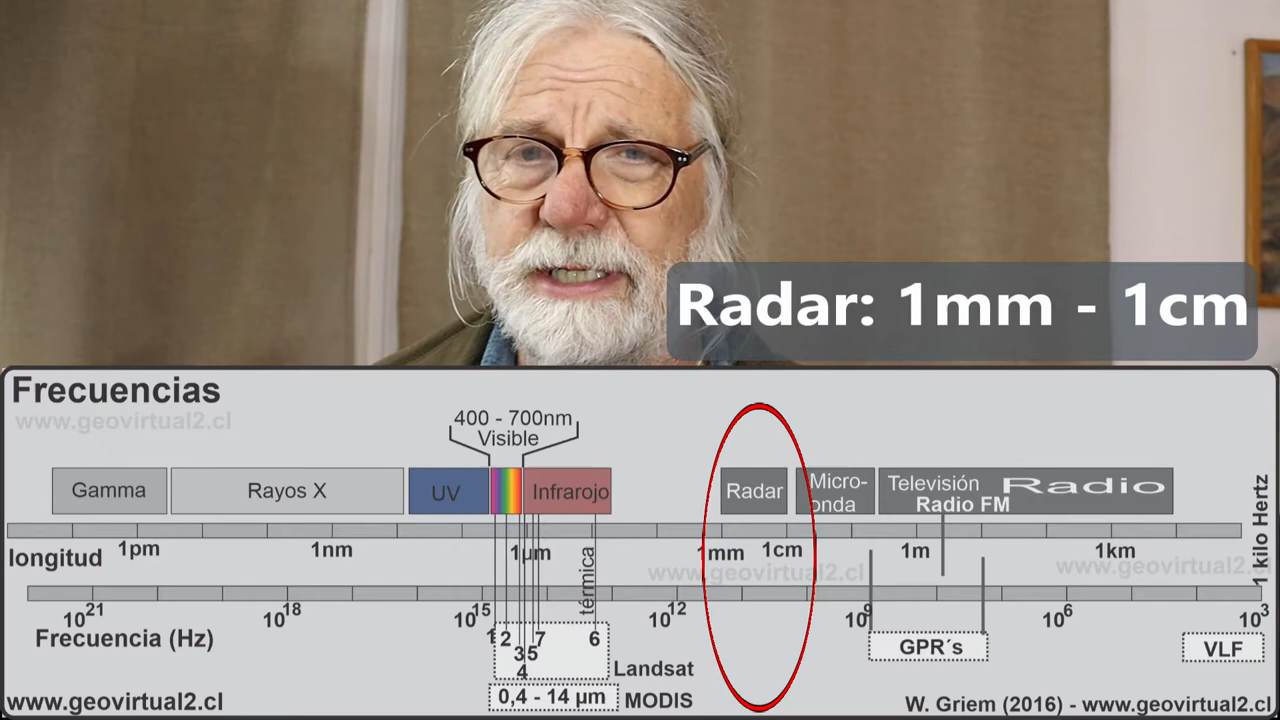 Radar: 1mm - 1cm
Frecuencias
www.geovirtual2.cl
400 - 700nm
Visible
Gamma
Rayos X
UV
Infrarojo
Radar
Micro-
onda
Televisión
Radio
Radio FM
longitud
1pm
1nm
1µm
1mm
1cm
1m
1km
1 kilo Hertz
térmica
www.geovirtual2.cl
www.geovirtual2.cl
10²¹
10¹⁸
10¹⁵
10¹²
10⁹
10⁶
10³
Frecuencia (Hz)
1 2 3 4 5 7 6
Landsat
GPR´s
VLF
0,4 - 14 µm
MODIS
www.geovirtual2.cl
W. Griem (2016) - www.geovirtual2.cl